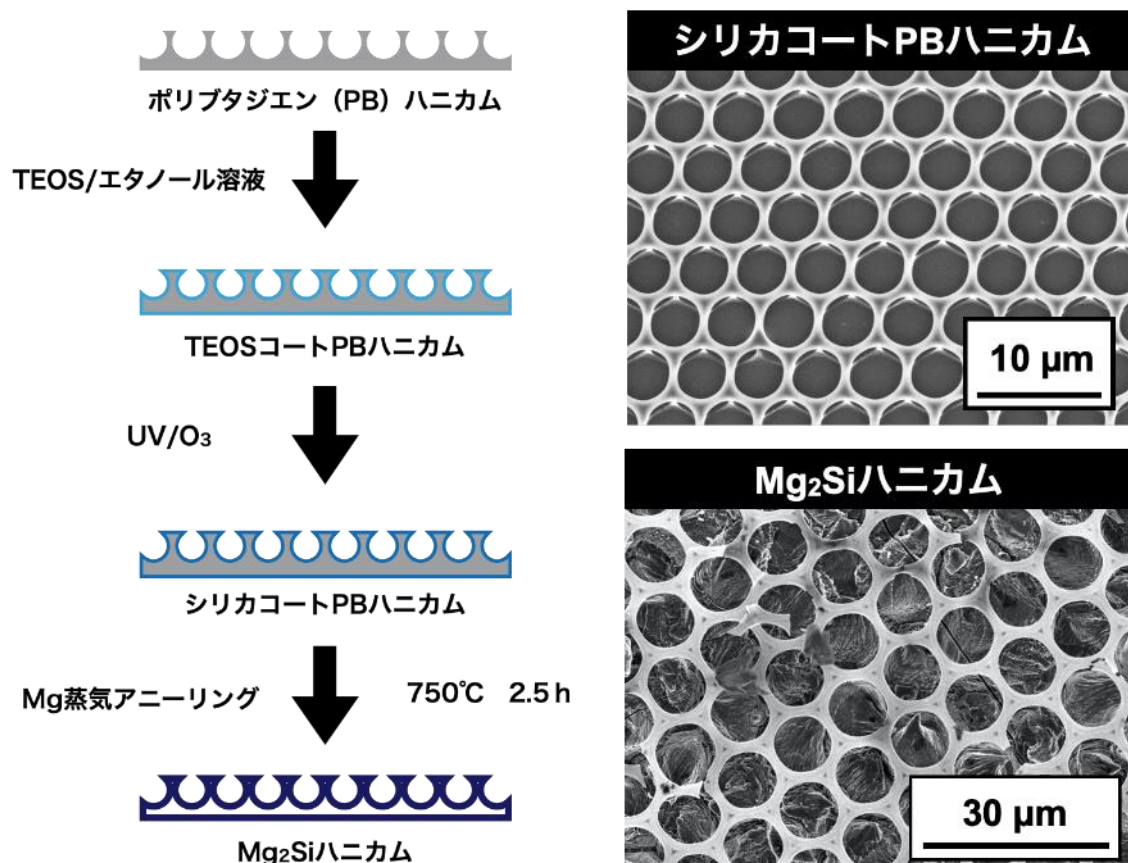 ポリブタジエン（PB）ハニカム
TEOS/エタノール溶液
TEOSコートPBハニカム
UV/O₃
シリカコートPBハニカム
Mg蒸気アニーリング 750℃ 2.5 h
Mg₂Siハニカム
シリカコートPBハニカム
10 µm
Mg₂Siハニカム
30 µm